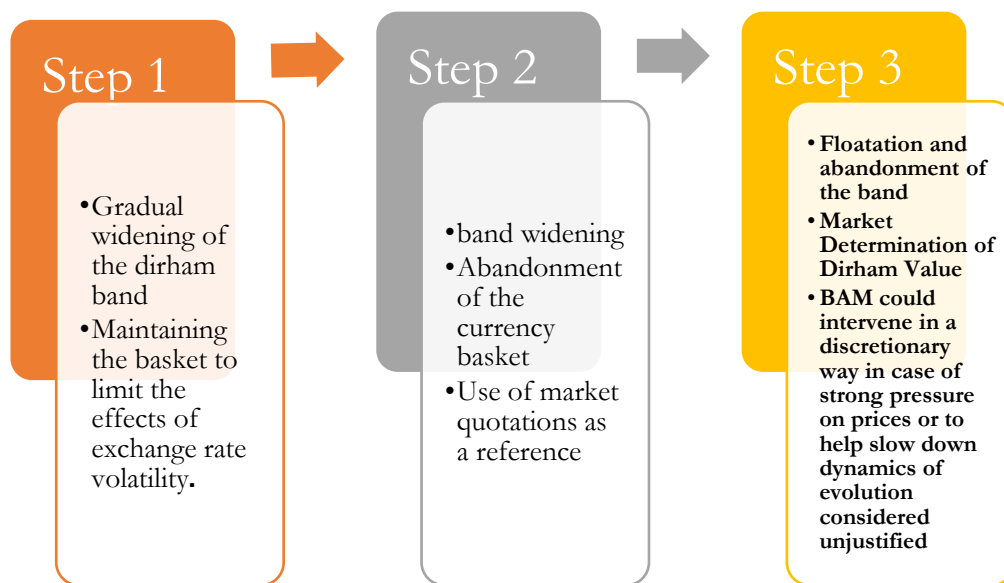 Step 1
•Gradual
widening of
the dirham
band
•Maintaining
the basket to
limit the
effects of
exchange rate
volatility.
Step 2
•band widening
•Abandonment
of the
currency
basket
•Use of market
quotations as
a reference
Step 3
•Floatation and
abandonment of
the band
•Market
Determination of
Dirham Value
•BAM could
intervene in a
discretionary
way in case of
strong pressure
on prices or to
help slow down
dynamics of
evolution
considered
unjustified